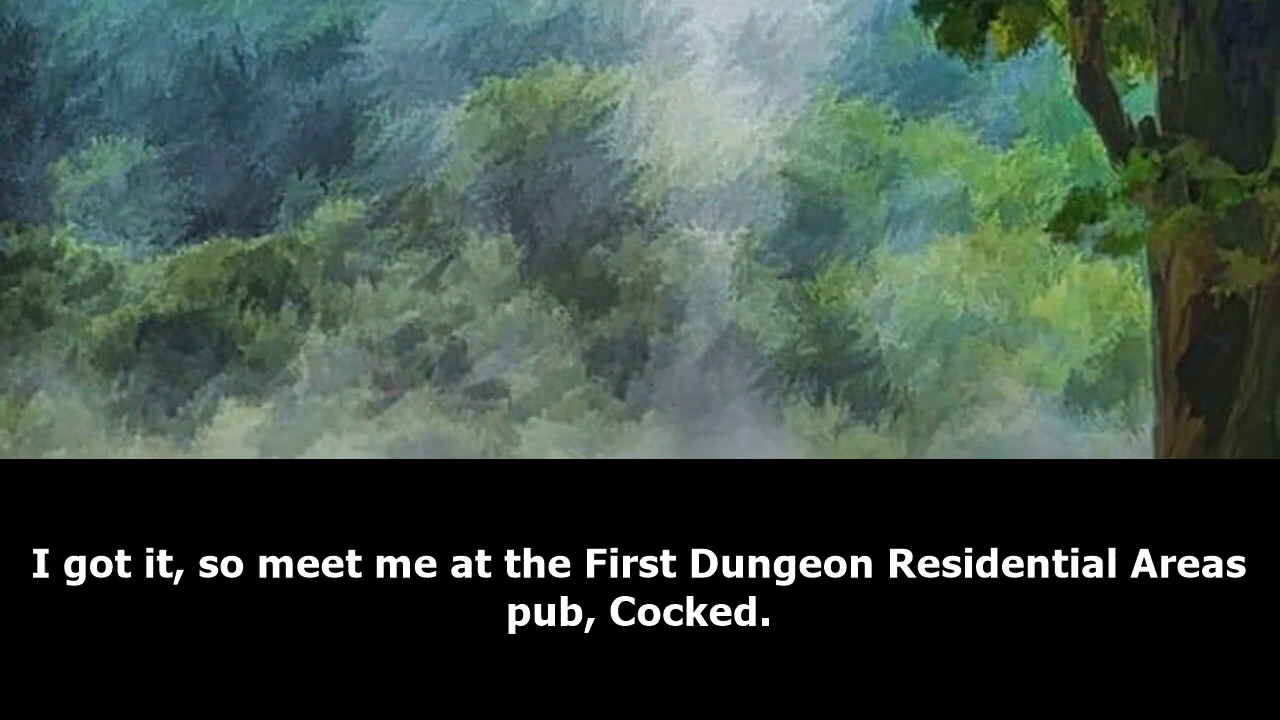 I got it, so meet me at the First Dungeon Residential Areas
pub, Cocked.